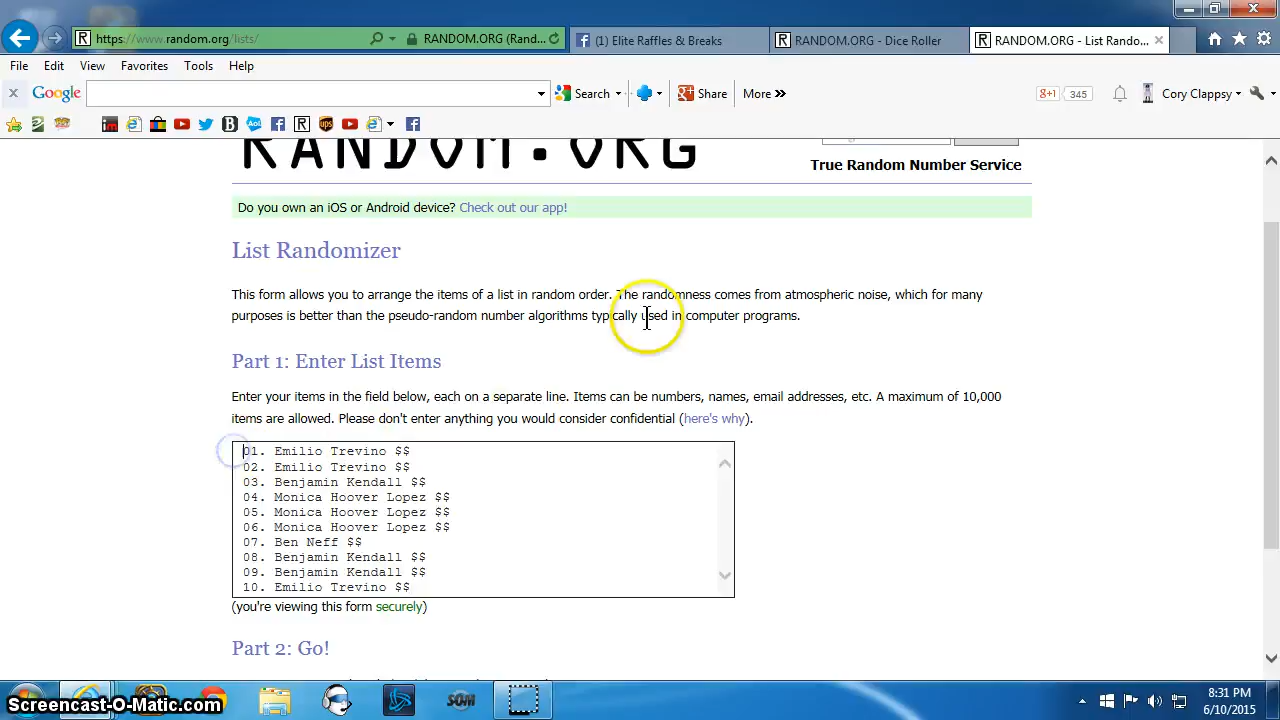 https://www.random.org/lists/
RANDOM.ORG (Rand...
(1) Elite Raffles & Breaks
RANDOM.ORG - Dice Roller
RANDOM.ORG - List Rando...
File Edit View Favorites Tools Help
Google
Search
Share
More
+1
345
Cory Clappsy
RANDOM.ORG
True Random Number Service
Do you own an iOS or Android device? Check out our app!
List Randomizer
This form allows you to arrange the items of a list in random order. The randomness comes from atmospheric noise, which for many
purposes is better than the pseudo-random number algorithms typically used in computer programs.
Part 1: Enter List Items
Enter your items in the field below, each on a separate line. Items can be numbers, names, email addresses, etc. A maximum of 10,000
items are allowed. Please don't enter anything you would consider confidential (here's why).
01. Emilio Trevino $$
02. Emilio Trevino $$
03. Benjamin Kendall $$
04. Monica Hoover Lopez $$
05. Monica Hoover Lopez $$
06. Monica Hoover Lopez $$
07. Ben Neff $$
08. Benjamin Kendall $$
09. Benjamin Kendall $$
10. Emilio Trevino $$
(you're viewing this form securely)
Part 2: Go!
Screencast-O-Matic.com
SOM
8:31 PM
6/10/2015